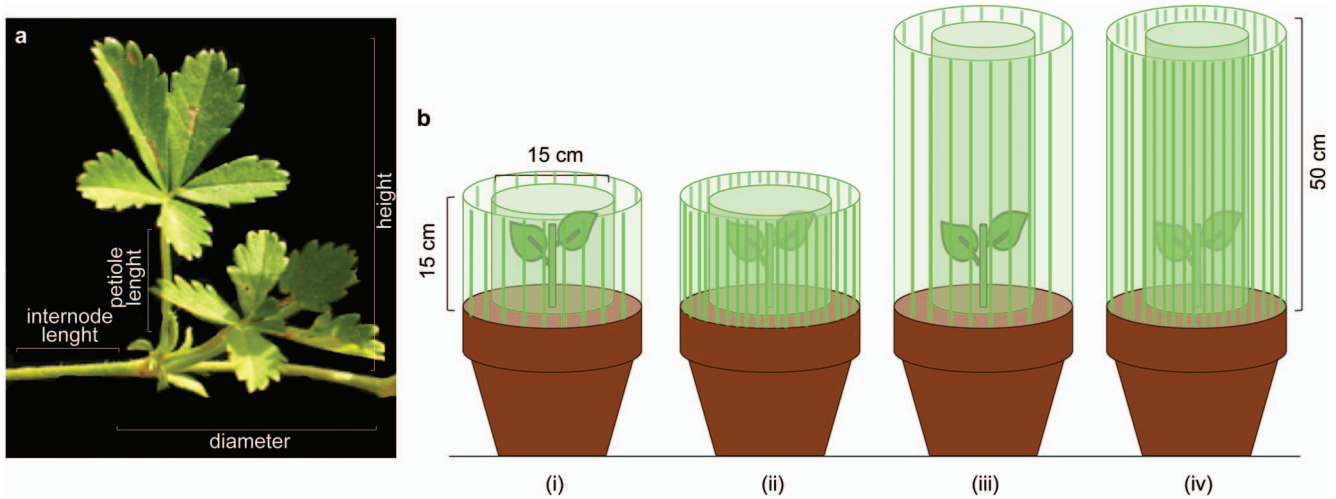 a
height
petiole
lenght
internode
lenght
diameter
b
15 cm
15 cm
50 cm
(i)
(ii)
(iii)
(iv)